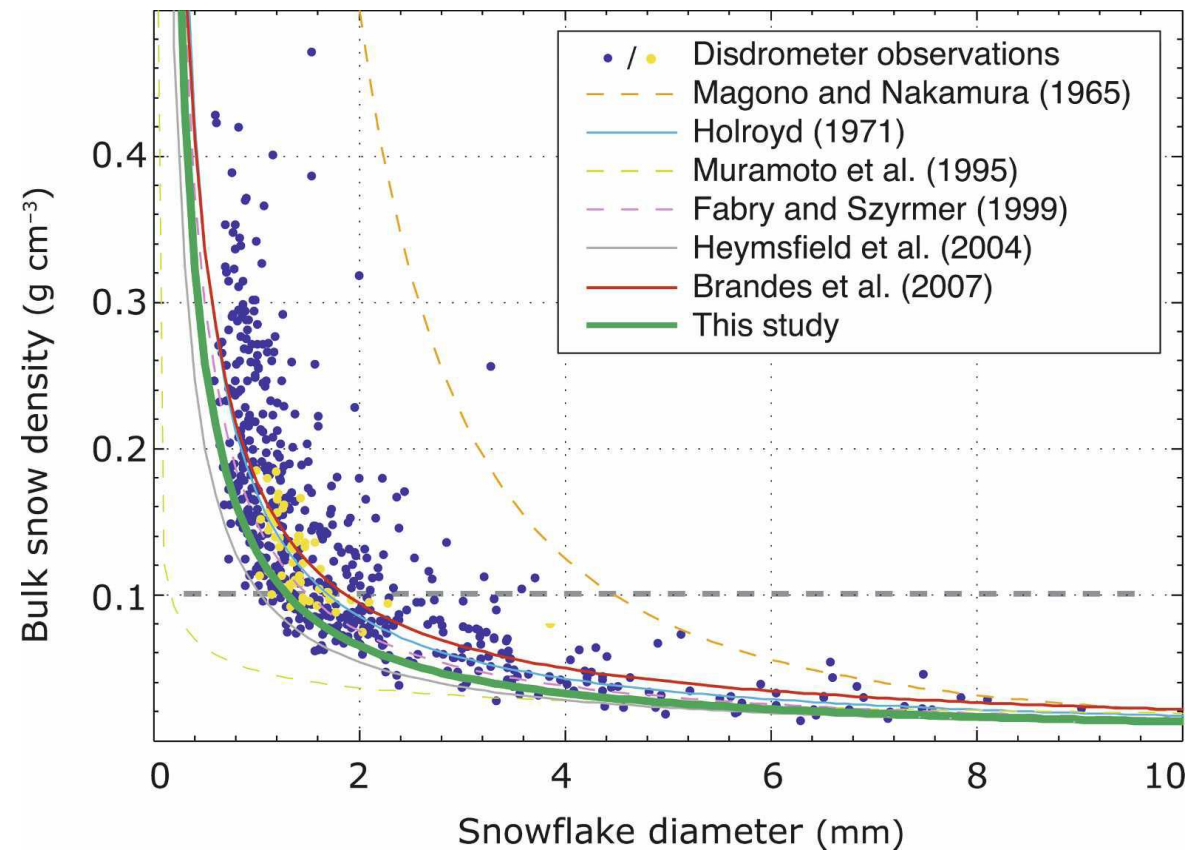 / Disdrometer observations
Magono and Nakamura (1965)
Holroyd (1971)
Muramoto et al. (1995)
Fabry and Szyrmer (1999)
Heymsfield et al. (2004)
Brandes et al. (2007)
This study
Bulk snow density (g cm⁻³)
0.4
0.3
0.2
0.1
0 2 4 6 8 10
Snowflake diameter (mm)